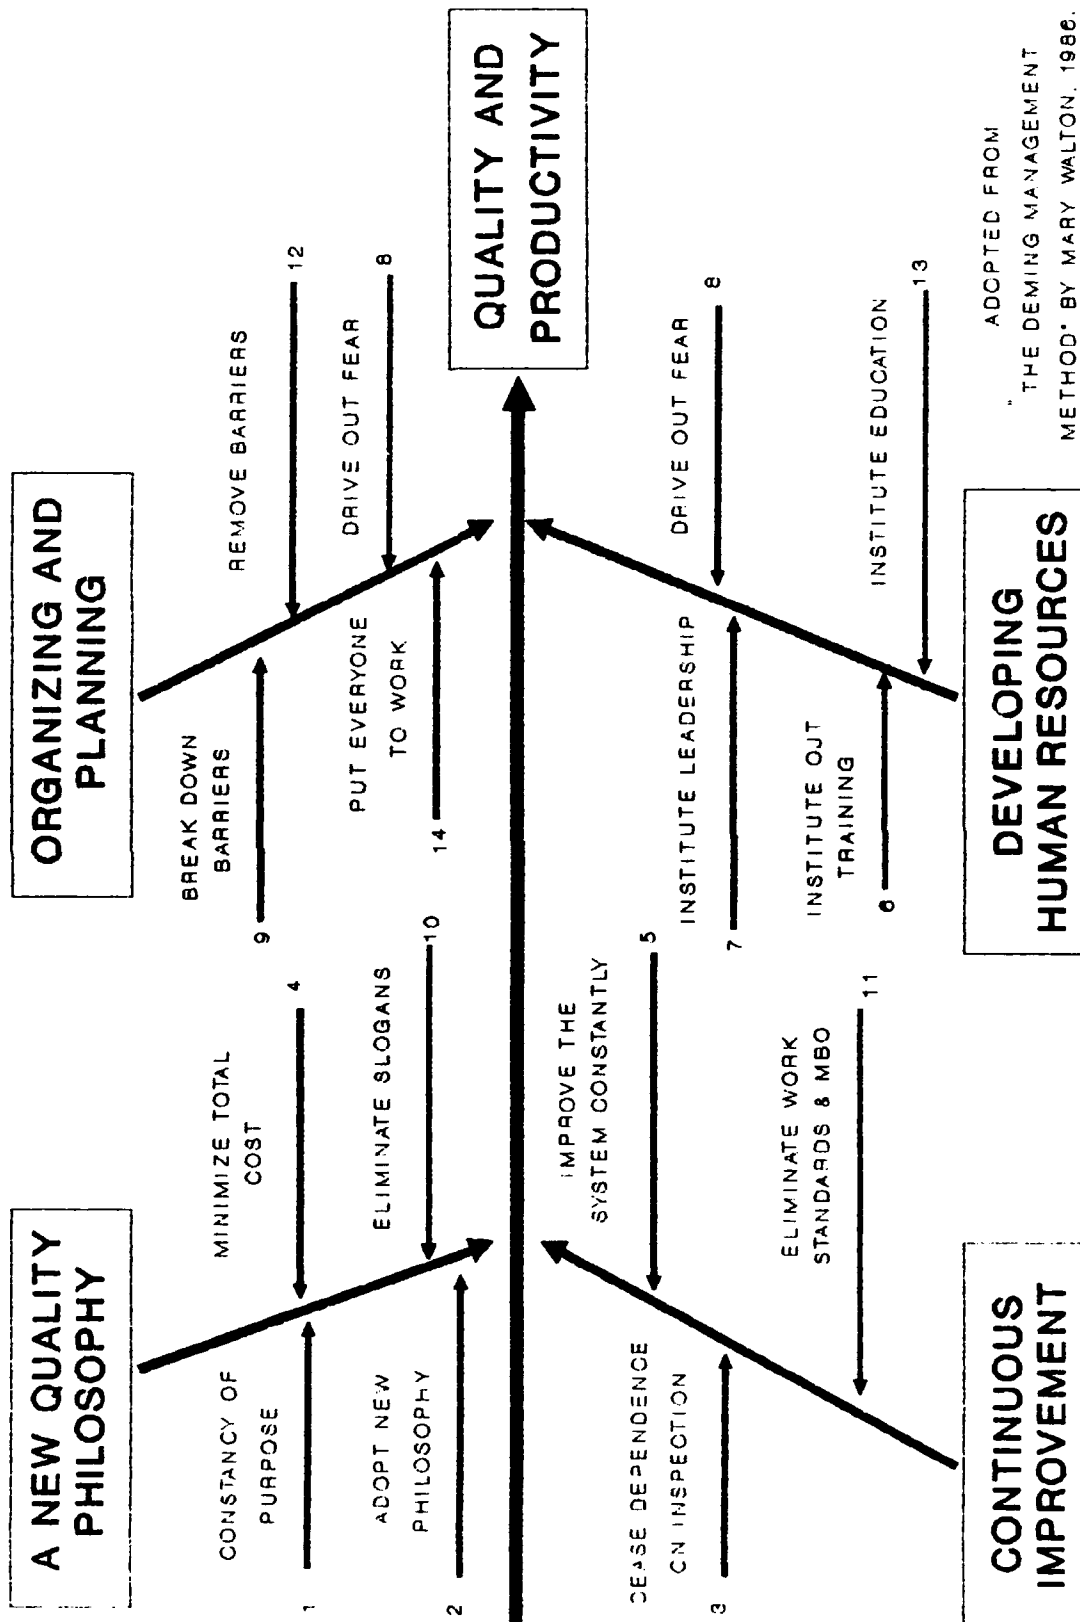 A NEW QUALITY
PHILOSOPHY
ORGANIZING AND
PLANNING
CONSTANCY OF
PURPOSE
1
MINIMIZE TOTAL
COST
4
ADOPT NEW
PHILOSOPHY
2
ELIMINATE SLOGANS
10
BREAK DOWN
BARRIERS
9
REMOVE BARRIERS
12
PUT EVERYONE
TO WORK
14
DRIVE OUT FEAR
8
QUALITY AND
PRODUCTIVITY
CEASE DEPENDENCE
ON INSPECTION
3
IMPROVE THE
SYSTEM CONSTANTLY
5
ELIMINATE WORK
STANDARDS & MBO
11
INSTITUTE LEADERSHIP
7
DRIVE OUT FEAR
8
INSTITUTE OJT
TRAINING
6
INSTITUTE EDUCATION
13
CONTINUOUS
IMPROVEMENT
DEVELOPING
HUMAN RESOURCES
ADOPTED FROM
" THE DEMING MANAGEMENT
METHOD" BY MARY WALTON, 1986.